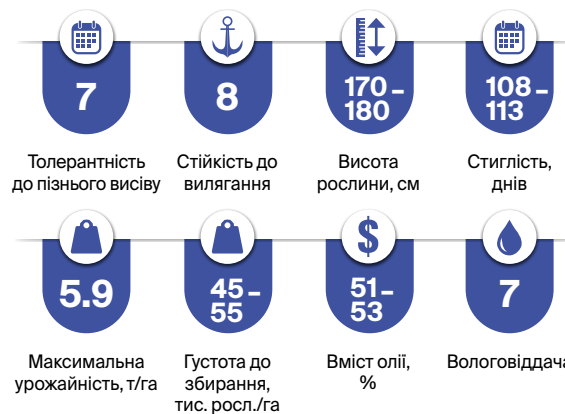 7
8
170 –
180
108 –
113
Толерантність
до пізнього висіву
Стійкість до
вилягання
Висота
рослини, см
Стиглість,
днів
5.9
45 –
55
$
51 –
53
7
Максимальна
урожайність, т/га
Густота до
збирання,
тис. росл./га
Вміст олії,
%
Вологовіддача